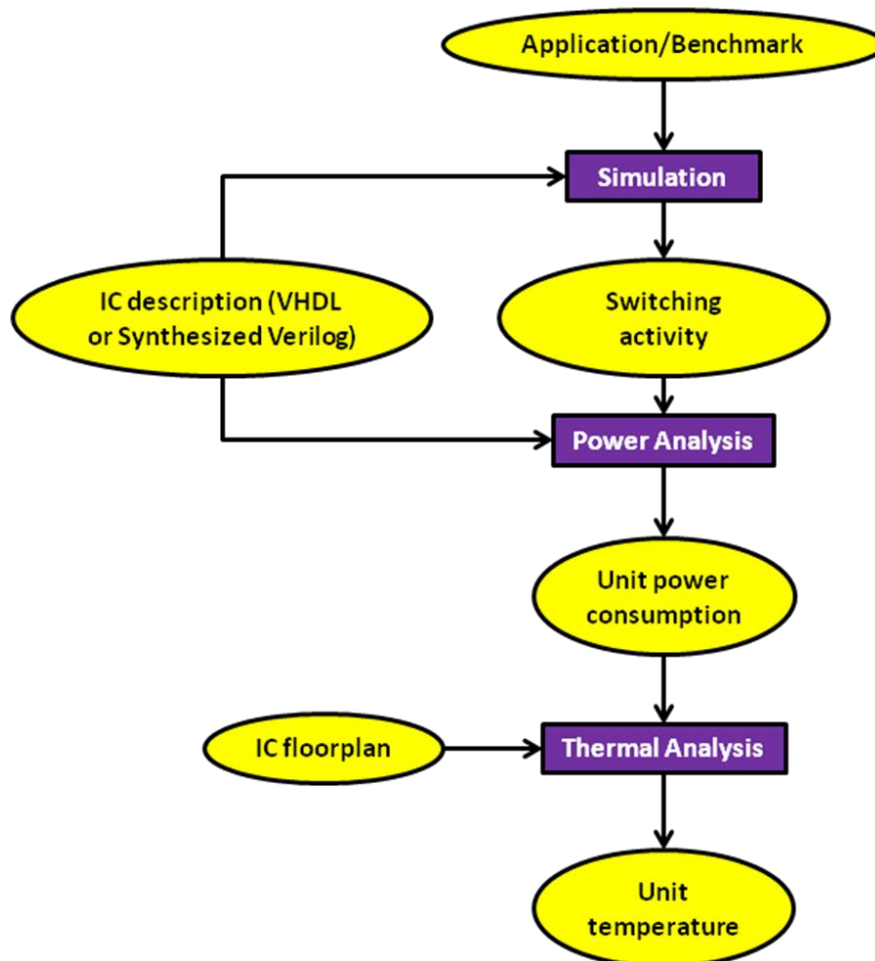 Application/Benchmark
Simulation
IC description (VHDL
or Synthesized Verilog)
Switching
activity
Power Analysis
Unit power
consumption
IC floorplan
Thermal Analysis
Unit
temperature